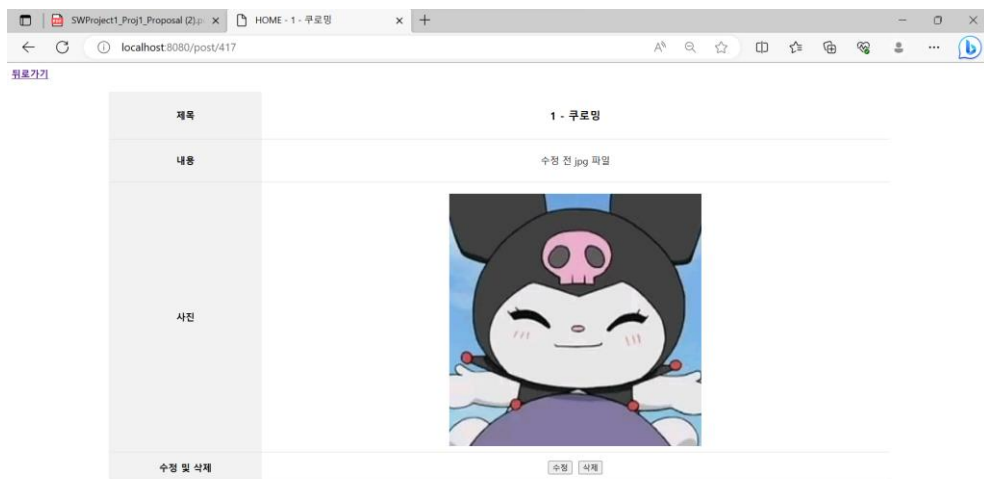 SWProject1_Proj1_Proposal (2).p
HOME - 1 - 쿠로밍
localhost:8080/post/417
뒤로가기
제목
1 - 쿠로밍
내용
수정 전 jpg 파일
사진
수정 및 삭제
수정 삭제